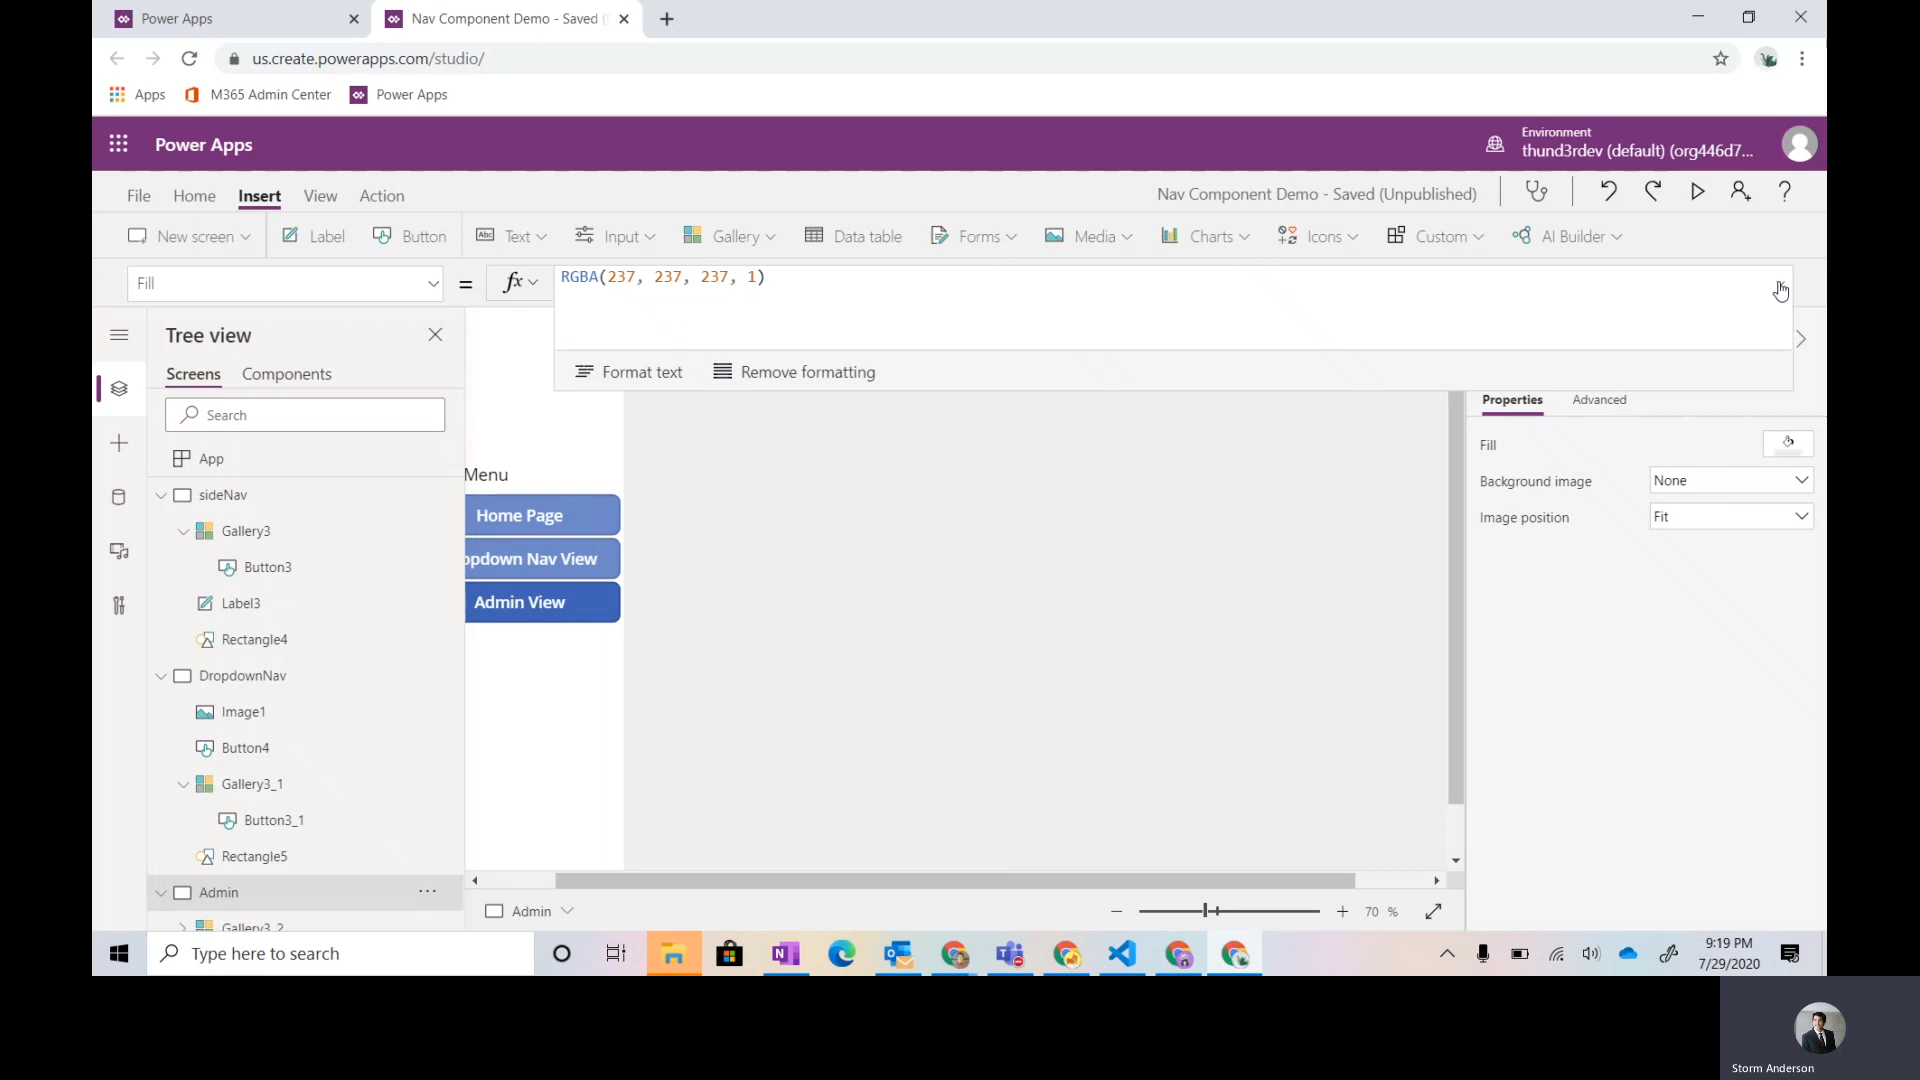 Power Apps
Nav Component Demo - Saved (
us.create.powerapps.com/studio/
Apps
M365 Admin Center
Power Apps
Power Apps
Environment
thund3rdev (default) (org446d7...
File
Home
Insert
View
Action
Nav Component Demo - Saved (Unpublished)
New screen
Label
Button
Abc
Text
Input
Gallery
Data table
Forms
Media
Charts
Icons
Custom
AI Builder
Fill
=
fx
RGBA(237, 237, 237, 1)
Format text
Remove formatting
Tree view
Screens
Components
Search
App
sideNav
Gallery3
Button3
Label3
Rectangle4
DropdownNav
Image1
Button4
Gallery3_1
Button3_1
Rectangle5
Admin
Gallery3_2
Menu
Home Page
opdown Nav View
Admin View
Properties
Advanced
Fill
Background image
None
Image position
Fit
Admin
70 %
Type here to search
9:19 PM
7/29/2020
Storm Anderson